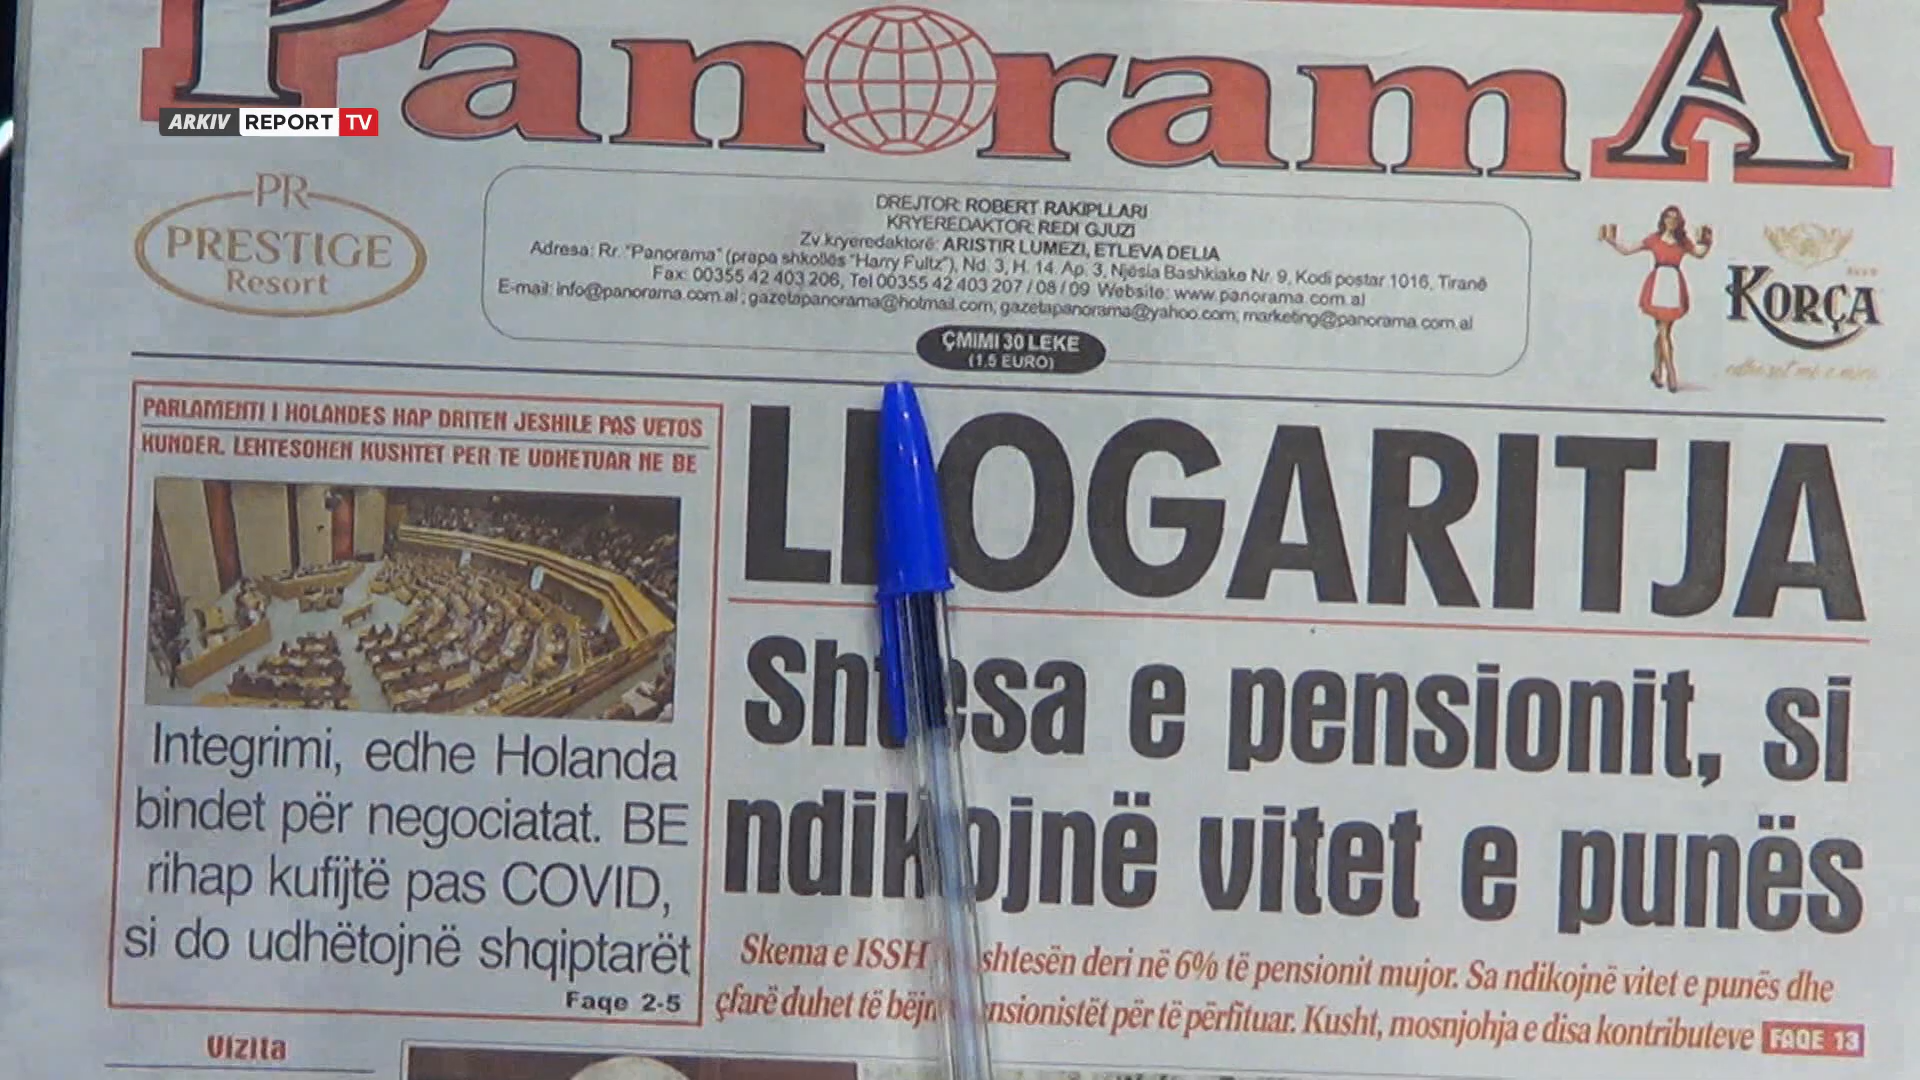 PanoramA
ARKIV REPORT TV
PR
PRESTIGE
Resort
DREJTOR: ROBERT RAKIPLLARI
KRYEREDAKTOR: REDI GJUZI
Zv.kryeredaktorë: ARISTIR LUMEZI, ETLEVA DELIA
Adresa: Rr. "Panorama" (prapa shkollës "Harry Fultz"), Nd. 3, H. 14. Ap. 3, Njësia Bashkiake Nr. 9, Kodi postar 1016, Tiranë
Fax: 00355 42 403 206, Tel 00355 42 403 207 / 08 / 09 Website: www.panorama.com.al
E-mail: info@panorama.com.al ; gazetapanorama@hotmail.com; gazetapanorama@yahoo.com; marketing@panorama.com.al
ÇMIMI 30 LEKE
(1.5 EURO)
KORÇA
PARLAMENTI I HOLANDES HAP DRITEN JESHILE PAS VETOS
KUNDER. LEHTESOHEN KUSHTET PER TE UDHETUAR NE BE
Integrimi, edhe Holanda
bindet për negociatat. BE
rihap kufijtë pas COVID,
si do udhëtojnë shqiptarët
Faqe 2-5
LLOGARITJA
Shtesa e pensionit, si
ndikojnë vitet e punës
Skema e ISSH shtesën deri në 6% të pensionit mujor. Sa ndikojnë vitet e punës dhe
çfarë duhet të bëjnë pensionistët për të përfituar. Kusht, mosnjohja e disa kontributeve FAQE 13
Vizita